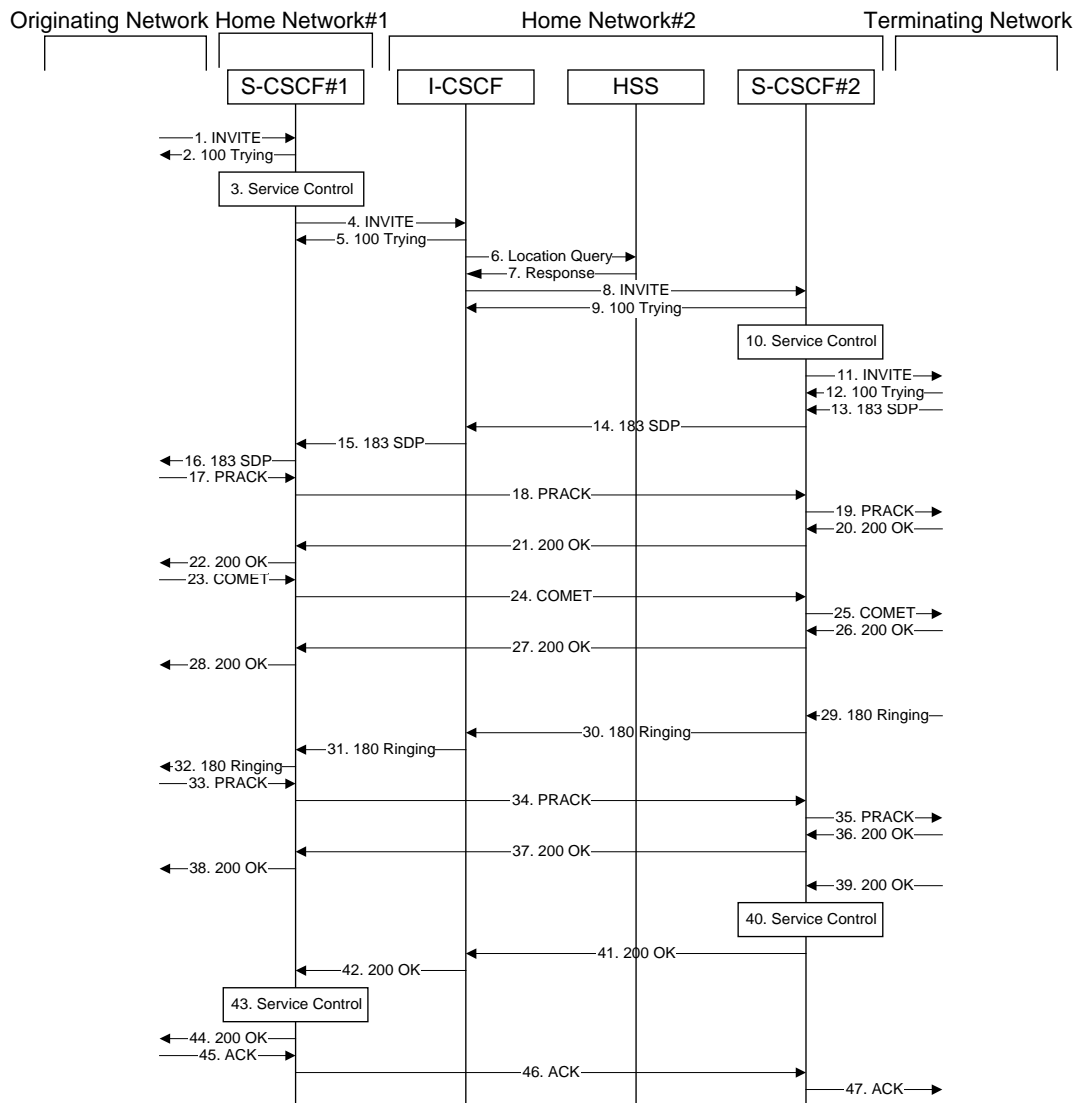 Originating Network Home Network#1 Home Network#2 Terminating Network
S-CSCF#1 I-CSCF HSS S-CSCF#2
1. INVITE
2. 100 Trying
3. Service Control
4. INVITE
5. 100 Trying
6. Location Query
7. Response
8. INVITE
9. 100 Trying
10. Service Control
11. INVITE
12. 100 Trying
13. 183 SDP
14. 183 SDP
15. 183 SDP
16. 183 SDP
17. PRACK
18. PRACK
19. PRACK
20. 200 OK
21. 200 OK
22. 200 OK
23. COMET
24. COMET
25. COMET
26. 200 OK
27. 200 OK
28. 200 OK
29. 180 Ringing
30. 180 Ringing
31. 180 Ringing
32. 180 Ringing
33. PRACK
34. PRACK
35. PRACK
36. 200 OK
37. 200 OK
38. 200 OK
39. 200 OK
40. Service Control
41. 200 OK
42. 200 OK
43. Service Control
44. 200 OK
45. ACK
46. ACK
47. ACK